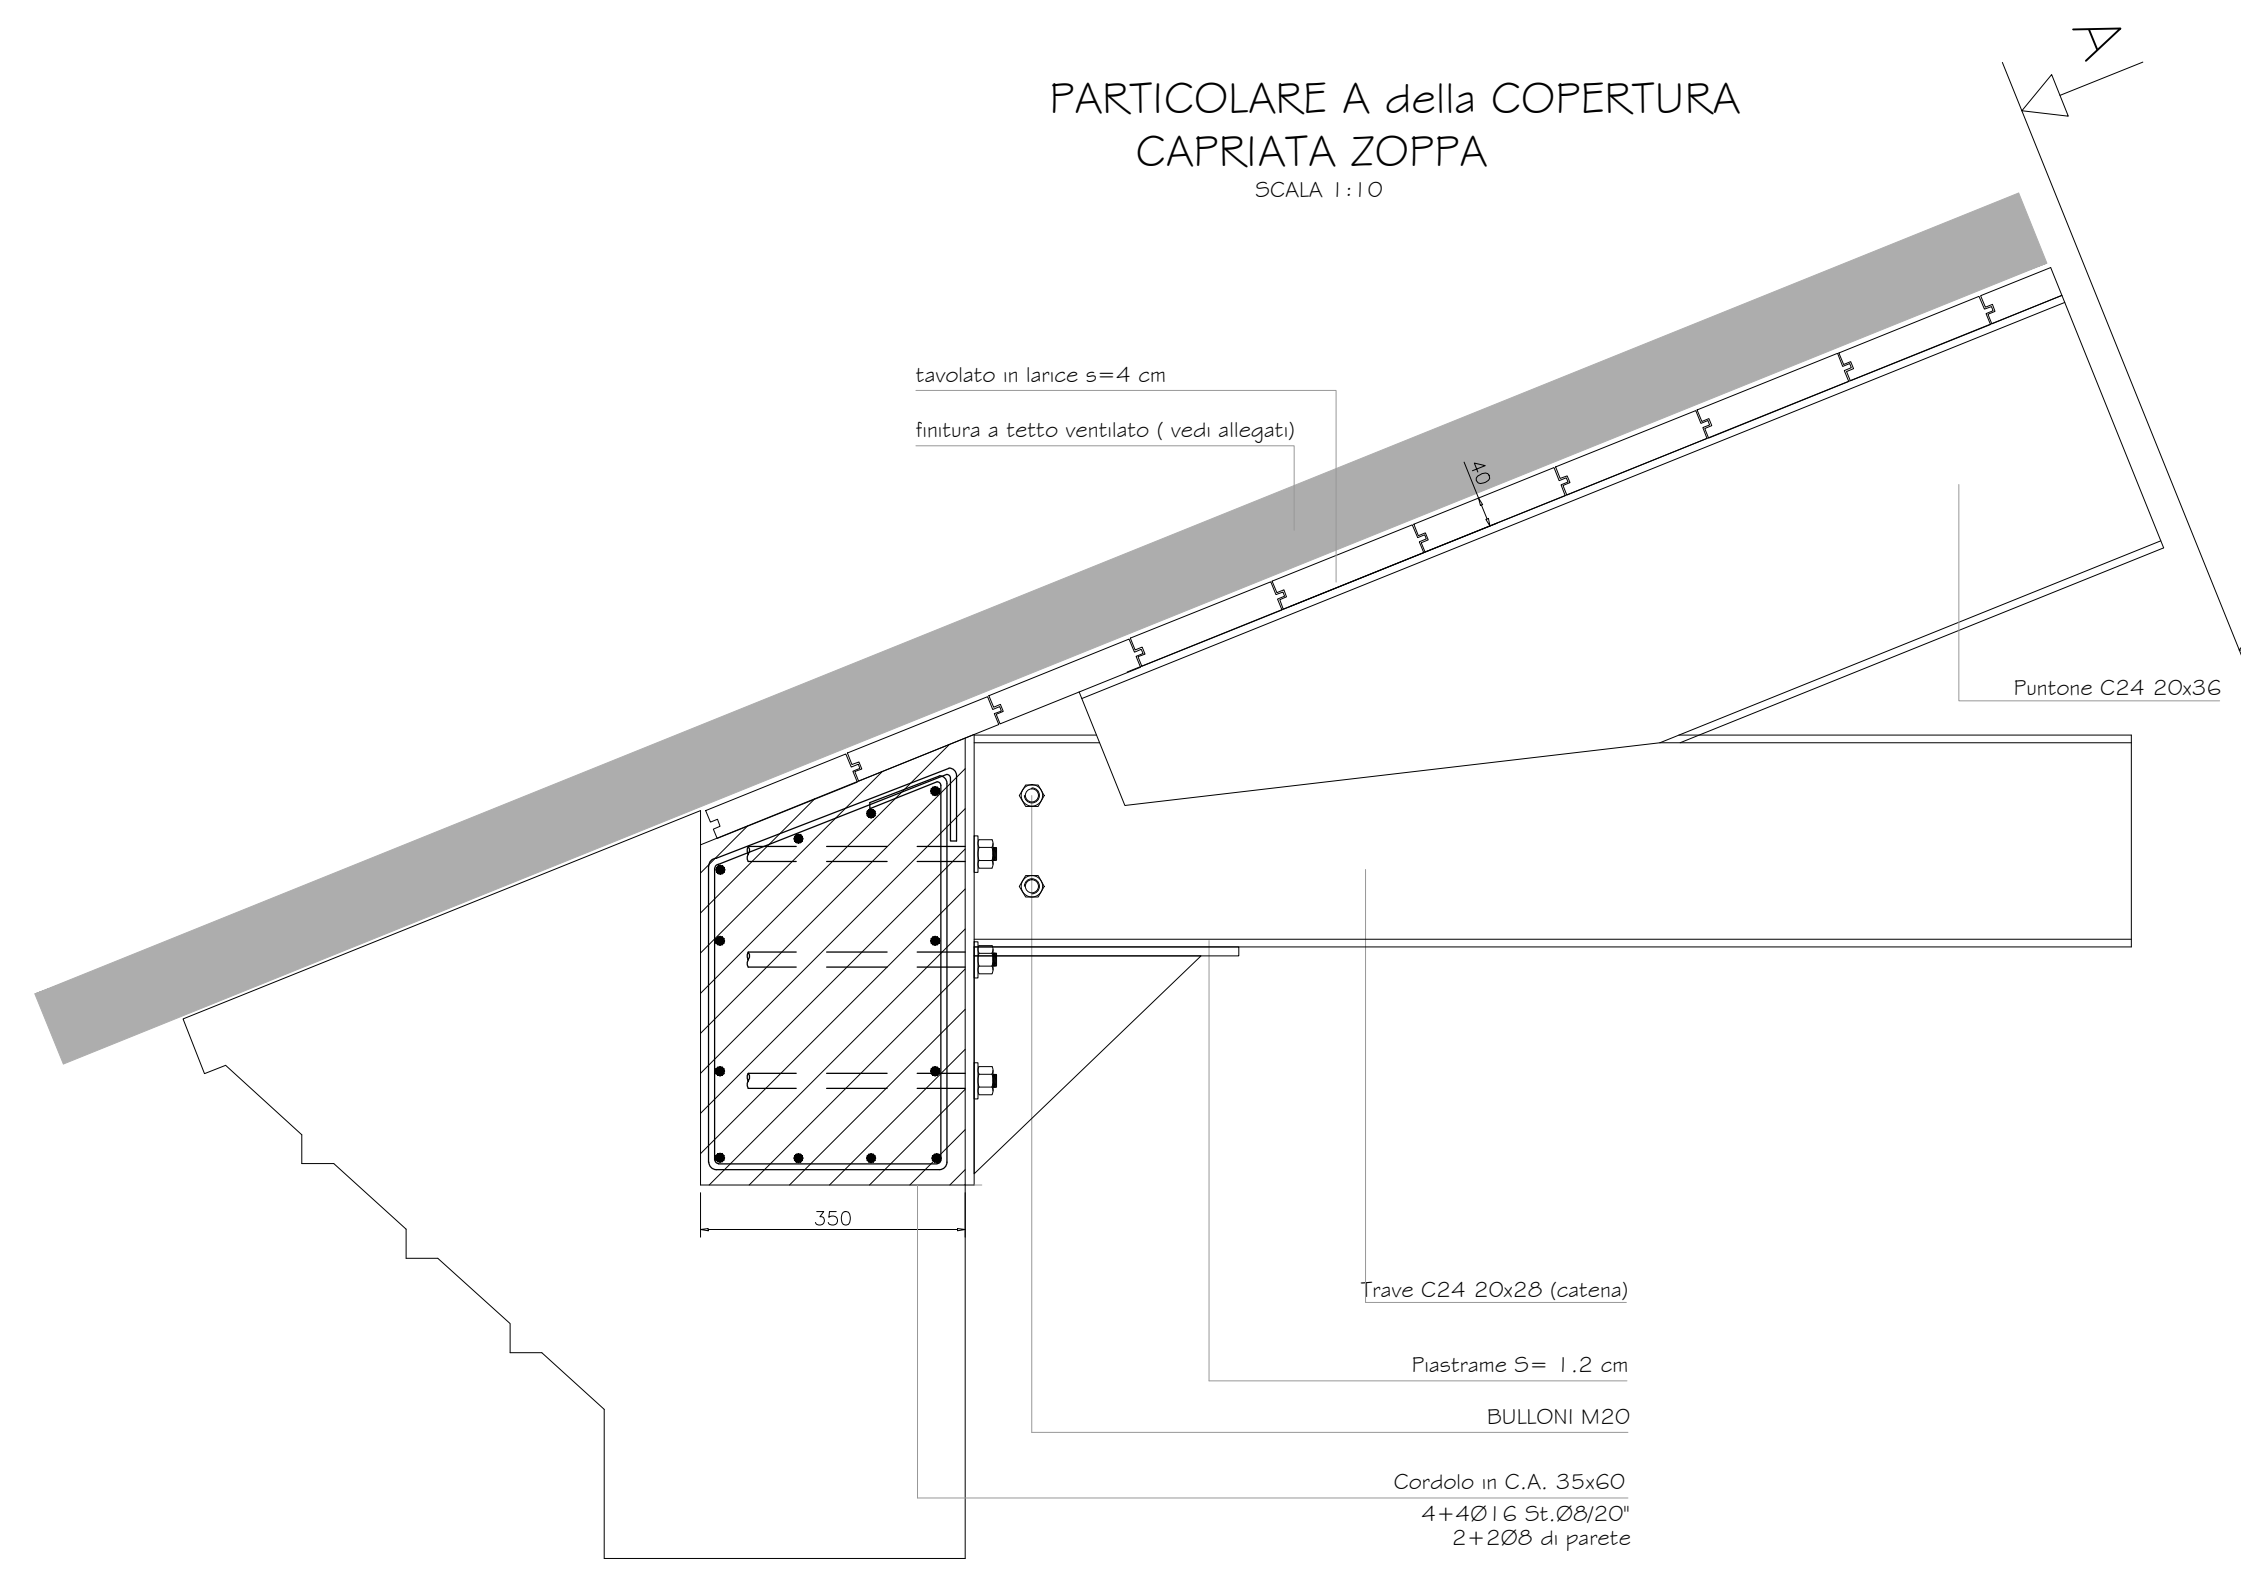 A
PARTICOLARE A della COPERTURA
CAPRIATA ZOPPA
SCALA 1:10
tavolato in larice s=4 cm
finitura a tetto ventilato ( vedi allegati)
40
Puntone C24 20x36
350
Trave C24 20x28 (catena)
Piastrame S= 1.2 cm
BULLONI M20
Cordolo in C.A. 35x60
4+4Ø16 St.Ø8/20"
2+2Ø8 di parete